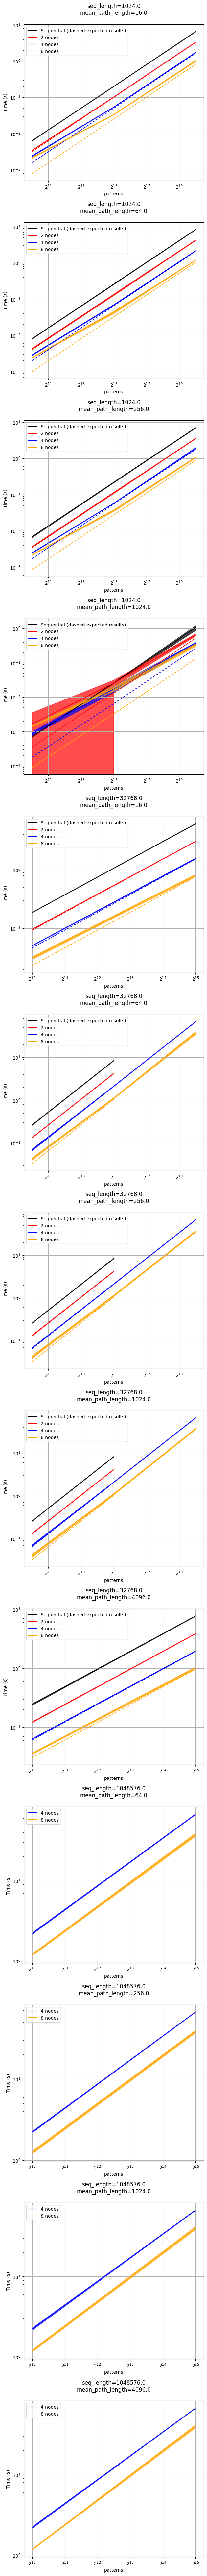 seq_length=1024.0
mean_path_length=16.0
Sequential (dashed expected results)
2 nodes
4 nodes
8 nodes
Time (s)
patterns
seq_length=1024.0
mean_path_length=64.0
Sequential (dashed expected results)
2 nodes
4 nodes
8 nodes
Time (s)
patterns
seq_length=1024.0
mean_path_length=256.0
Sequential (dashed expected results)
2 nodes
4 nodes
8 nodes
Time (s)
patterns
seq_length=1024.0
mean_path_length=1024.0
Sequential (dashed expected results)
2 nodes
4 nodes
8 nodes
Time (s)
patterns
seq_length=32768.0
mean_path_length=16.0
Sequential (dashed expected results)
2 nodes
4 nodes
8 nodes
Time (s)
patterns
seq_length=32768.0
mean_path_length=64.0
Sequential (dashed expected results)
2 nodes
4 nodes
8 nodes
Time (s)
patterns
seq_length=32768.0
mean_path_length=256.0
Sequential (dashed expected results)
2 nodes
4 nodes
8 nodes
Time (s)
patterns
seq_length=32768.0
mean_path_length=1024.0
Sequential (dashed expected results)
2 nodes
4 nodes
8 nodes
Time (s)
patterns
seq_length=32768.0
mean_path_length=4096.0
Sequential (dashed expected results)
2 nodes
4 nodes
8 nodes
Time (s)
patterns
seq_length=1048576.0
mean_path_length=64.0
4 nodes
8 nodes
Time (s)
patterns
seq_length=1048576.0
mean_path_length=256.0
4 nodes
8 nodes
Time (s)
patterns
seq_length=1048576.0
mean_path_length=1024.0
4 nodes
8 nodes
Time (s)
patterns
seq_length=1048576.0
mean_path_length=4096.0
4 nodes
8 nodes
Time (s)
patterns